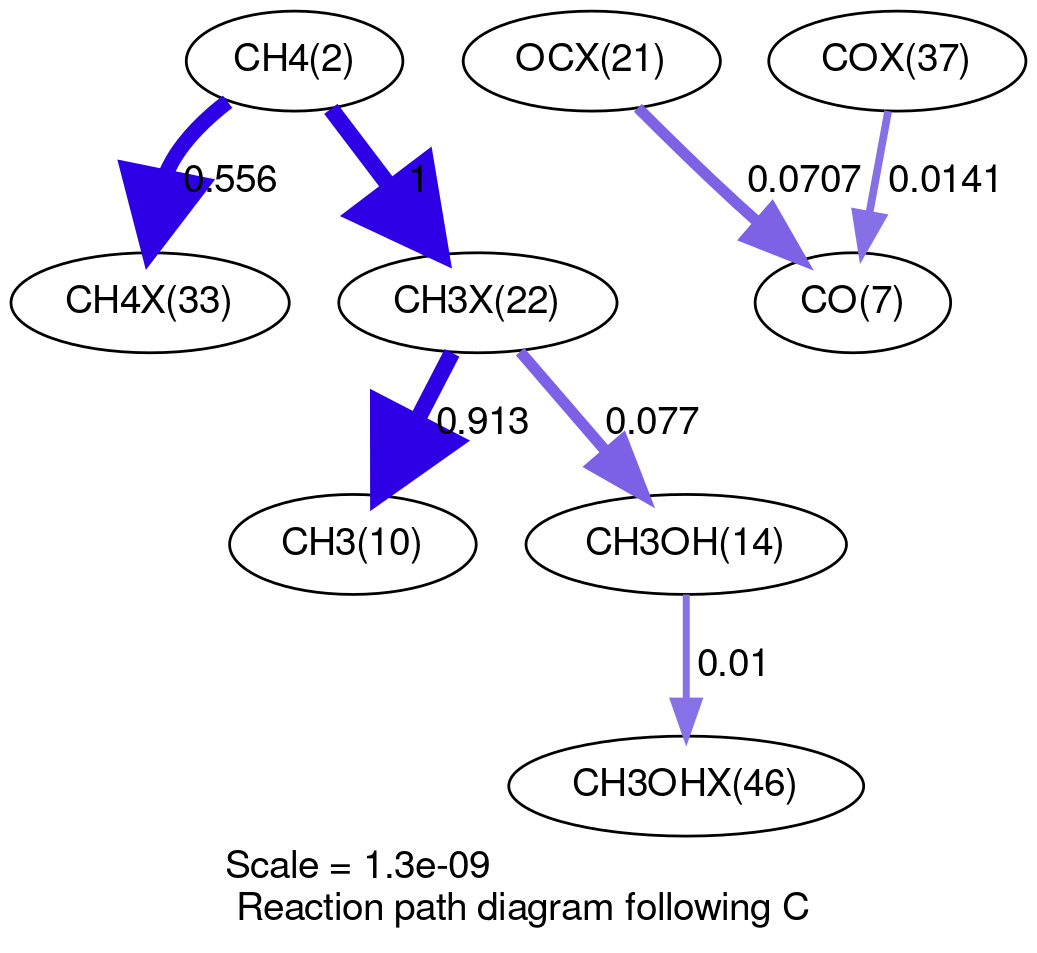 CH4(2)
OCX(21)
COX(37)
0.556
1
0.0707
0.0141
CH4X(33)
CH3X(22)
CO(7)
0.913
0.077
CH3(10)
CH3OH(14)
0.01
CH3OHX(46)
Scale = 1.3e-09
Reaction path diagram following C